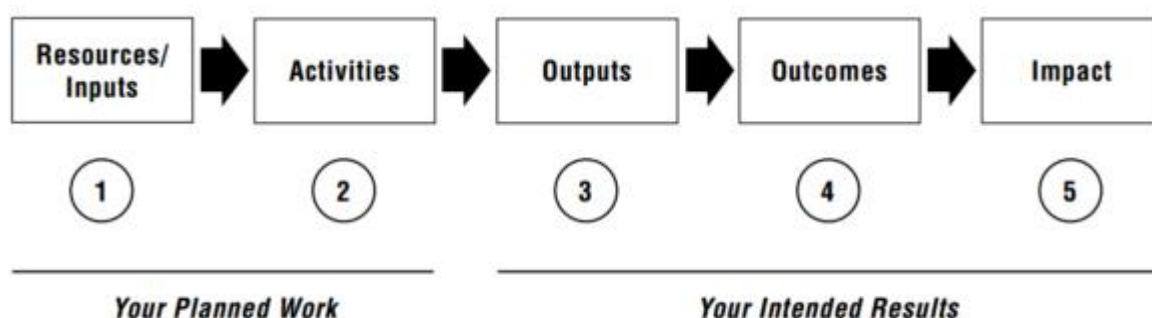 Resources/
Inputs
Activities
Outputs
Outcomes
Impact
1
2
3
4
5
Your Planned Work
Your Intended Results